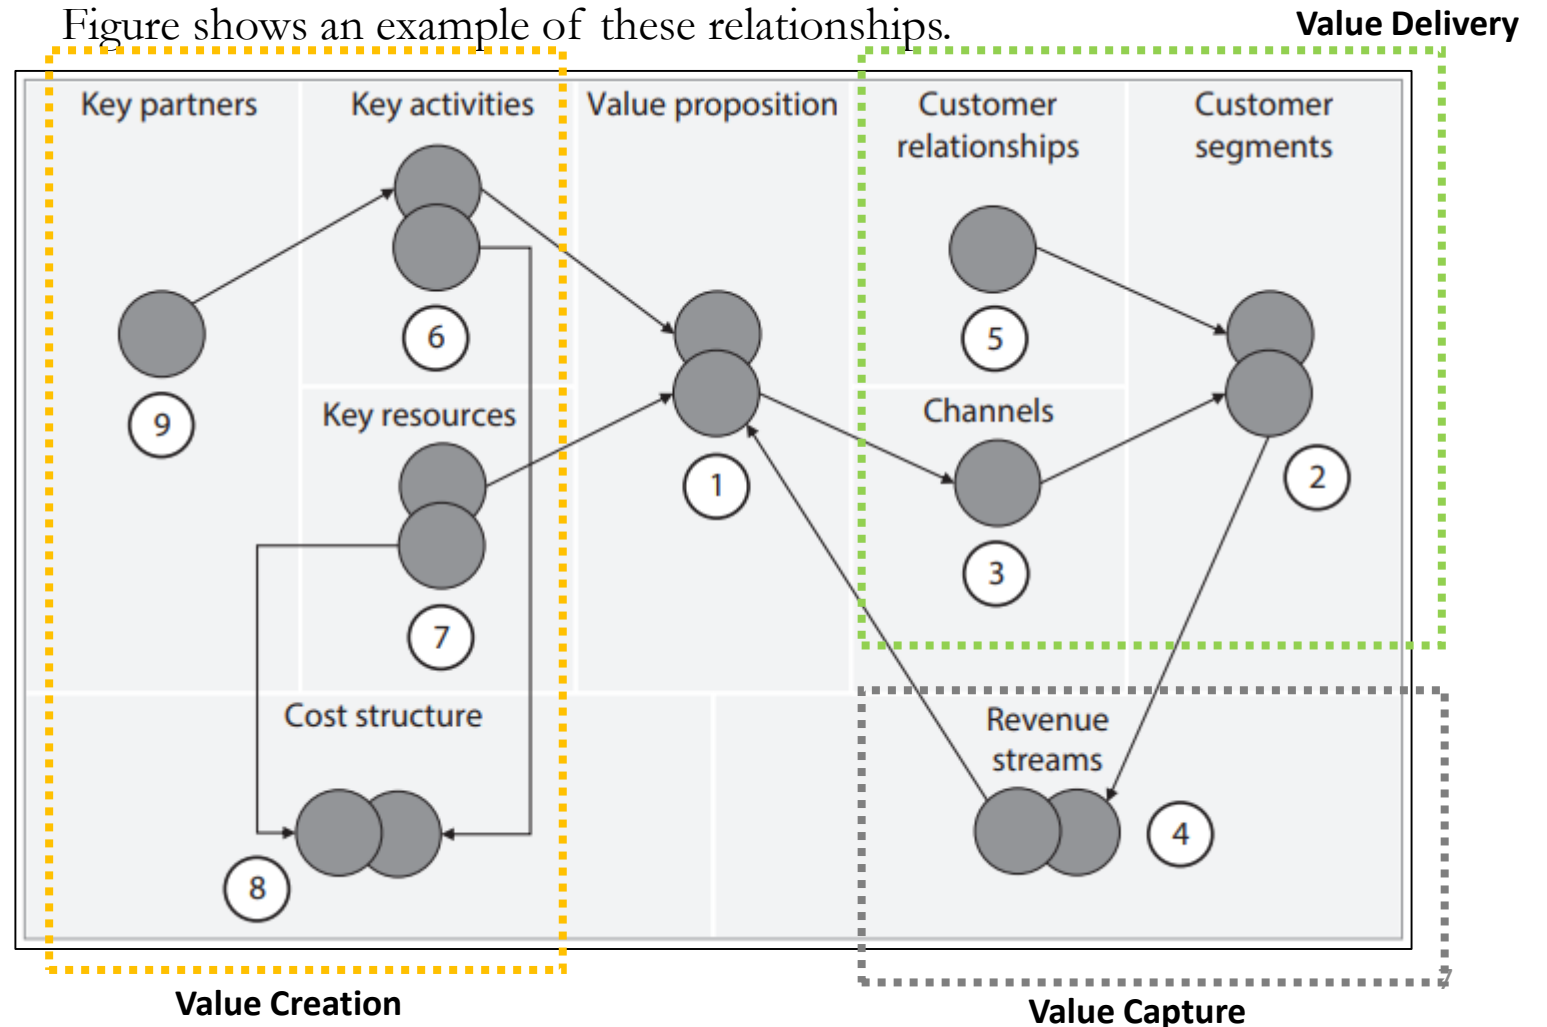 Figure shows an example of these relationships.
Value Delivery
Key partners
Key activities
Value proposition
Customer
relationships
Customer
segments
6
5
9
Key resources
Channels
1
2
3
7
Cost structure
Revenue
streams
4
8
7
Value Creation
Value Capture